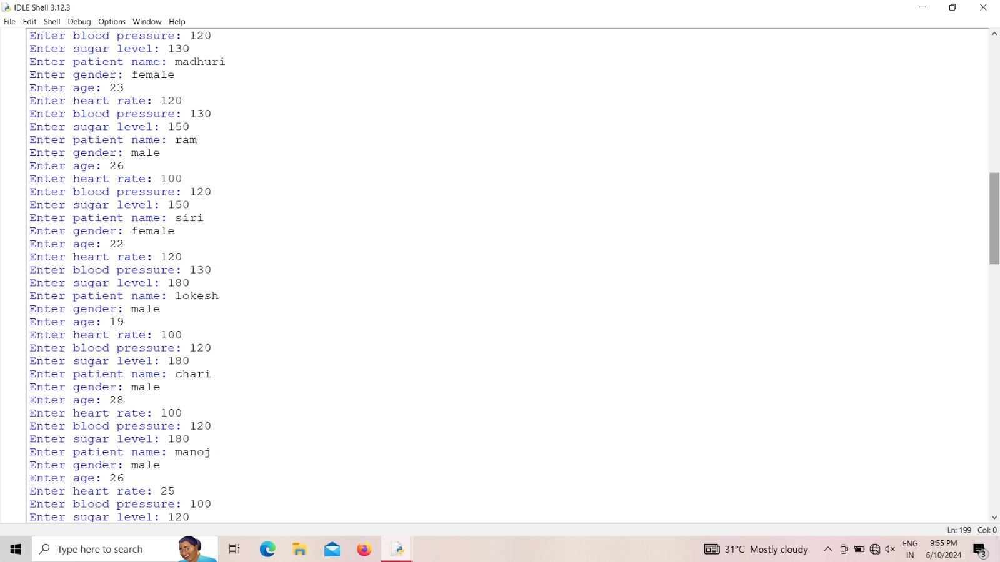 IDLE Shell 3.12.3
File Edit Shell Debug Options Window Help
Enter blood pressure: 120
Enter sugar level: 130
Enter patient name: madhuri
Enter gender: female
Enter age: 23
Enter heart rate: 120
Enter blood pressure: 130
Enter sugar level: 150
Enter patient name: ram
Enter gender: male
Enter age: 26
Enter heart rate: 100
Enter blood pressure: 120
Enter sugar level: 150
Enter patient name: siri
Enter gender: female
Enter age: 22
Enter heart rate: 120
Enter blood pressure: 130
Enter sugar level: 180
Enter patient name: lokesh
Enter gender: male
Enter age: 19
Enter heart rate: 100
Enter blood pressure: 120
Enter sugar level: 180
Enter patient name: chari
Enter gender: male
Enter age: 28
Enter heart rate: 100
Enter blood pressure: 120
Enter sugar level: 180
Enter patient name: manoj
Enter gender: male
Enter age: 26
Enter heart rate: 25
Enter blood pressure: 100
Enter sugar level: 120
Ln: 199 Col: 0
Type here to search
31°C Mostly cloudy
ENG
IN
9:55 PM
6/10/2024
3